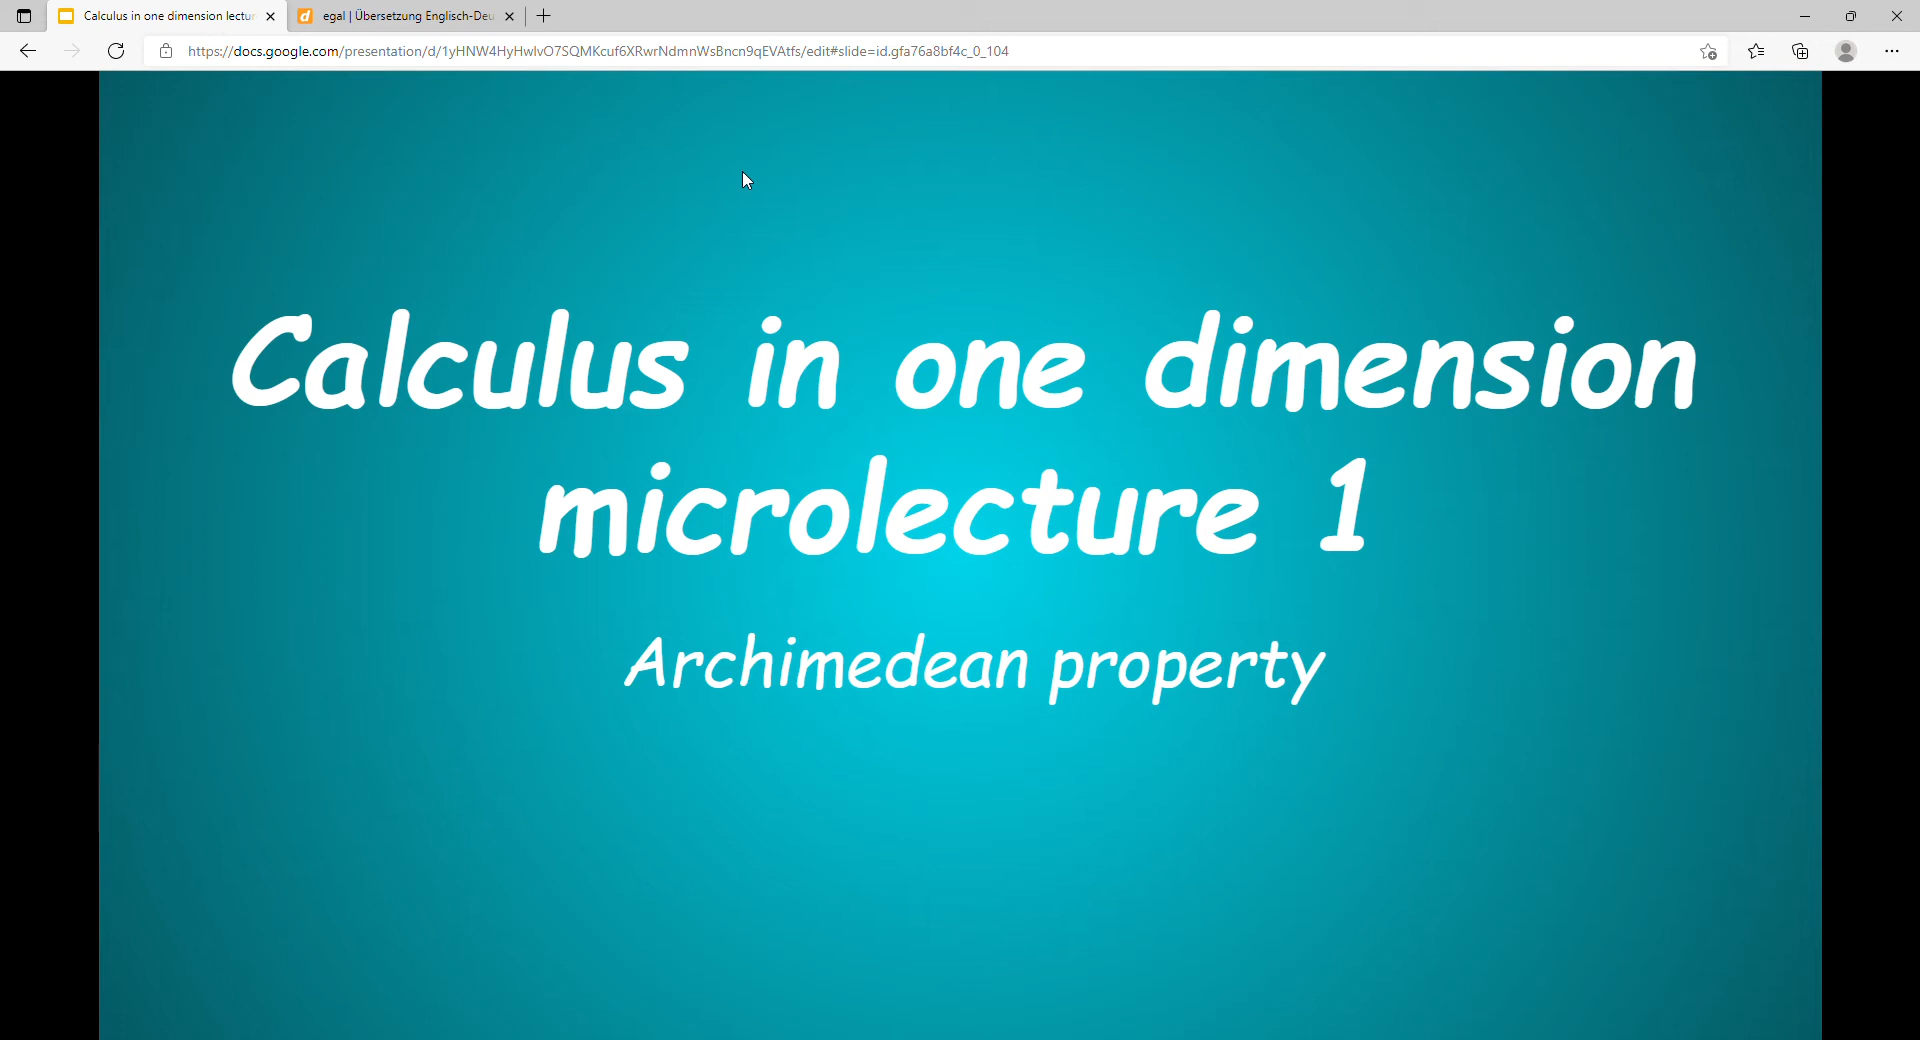 Calculus in one dimension lectur
egal | Übersetzung Englisch-Deu
https://docs.google.com/presentation/d/1yHNW4HyHwlvO7SQMKcuf6XRwrNdmnWsBncn9qEVAtfs/edit#slide=id.gfa76a8bf4c_0_104
Calculus in one dimension
microlecture 1
Archimedean property